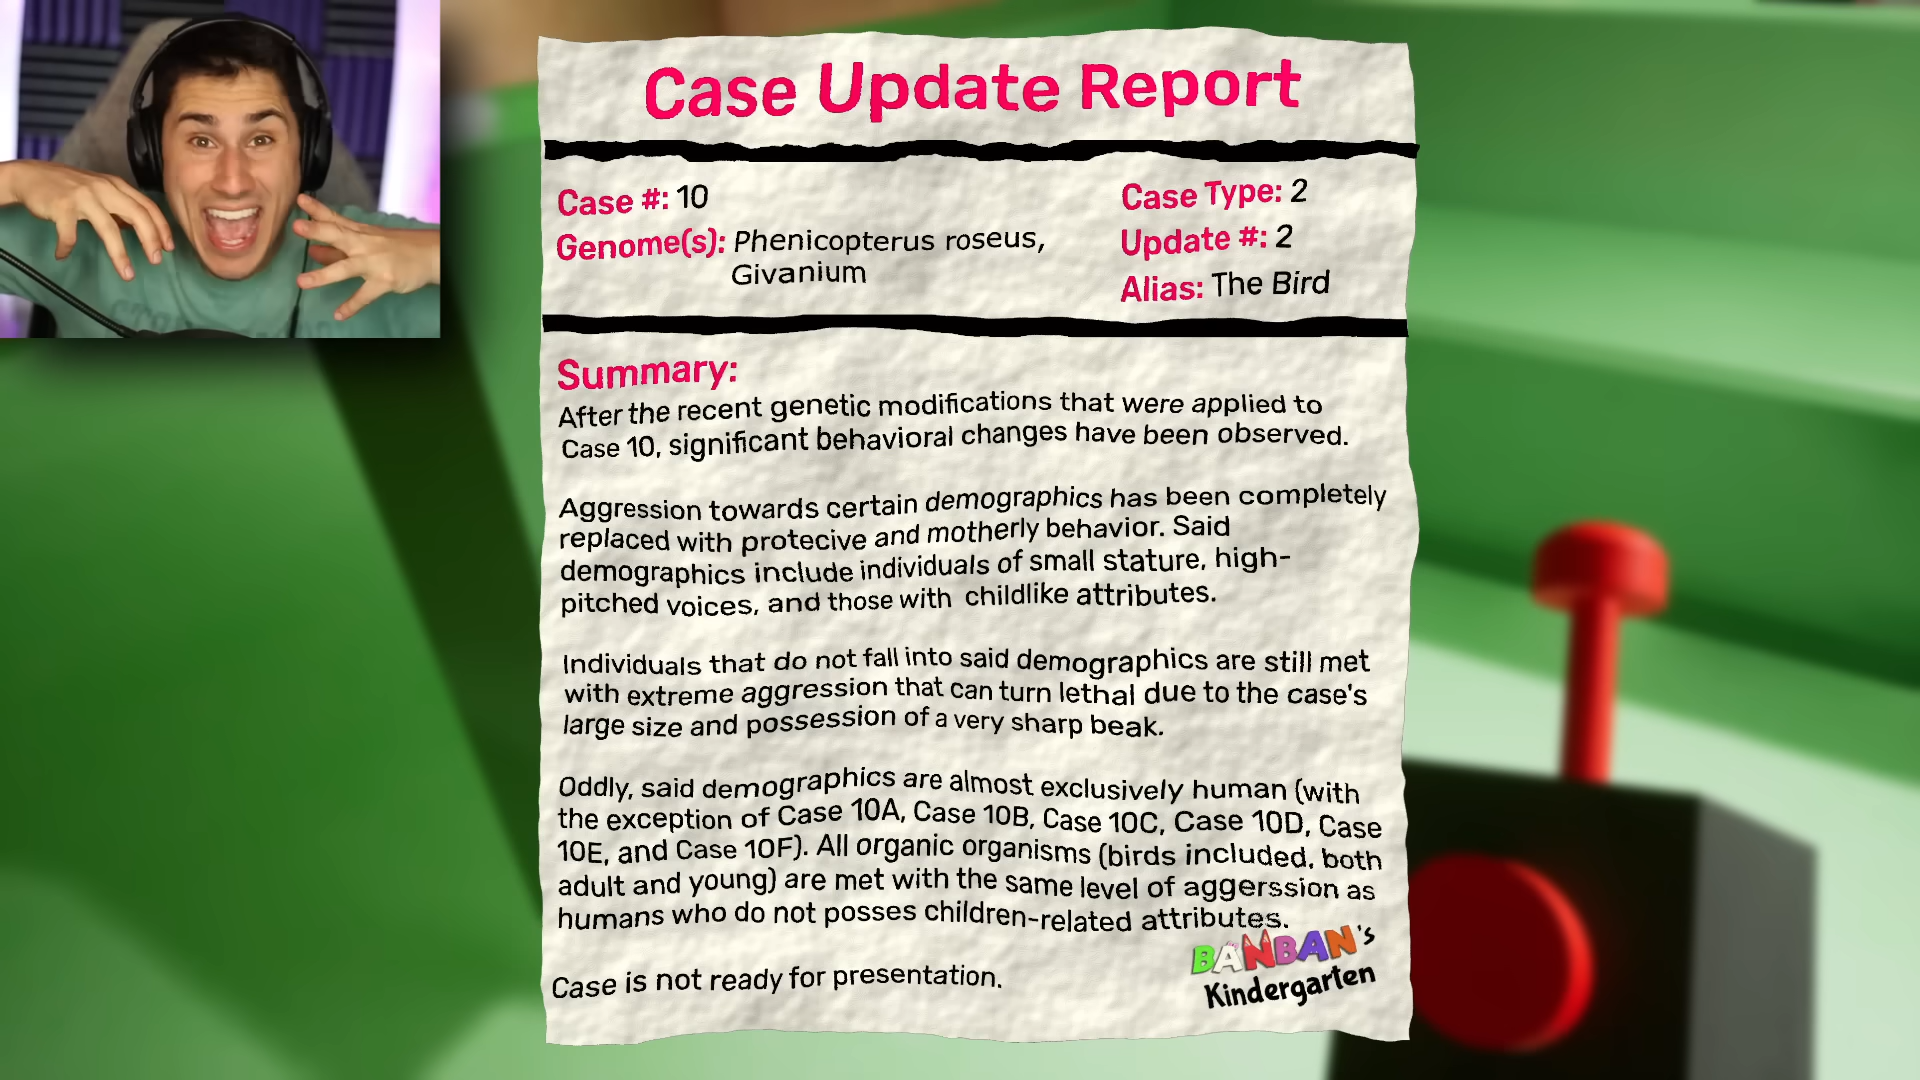 Case Update Report
Case #: 10
Case Type: 2
Genome(s): Phenicopterus roseus,
Givanium
Update #: 2
Alias: The Bird
Summary:
After the recent genetic modifications that were applied to
Case 10, significant behavioral changes have been observed.
Aggression towards certain demographics has been completely
replaced with protecive and motherly behavior. Said
demographics include individuals of small stature, high-
pitched voices, and those with childlike attributes.
Individuals that do not fall into said demographics are still met
with extreme aggression that can turn lethal due to the case's
large size and possession of a very sharp beak.
Oddly, said demographics are almost exclusively human (with
the exception of Case 10A, Case 10B, Case 10C, Case 10D, Case
10E, and Case 10F). All organic organisms (birds included, both
adult and young) are met with the same level of aggerssion as
humans who do not posses children-related attributes.
Case is not ready for presentation.
BANBAN's
Kindergarten